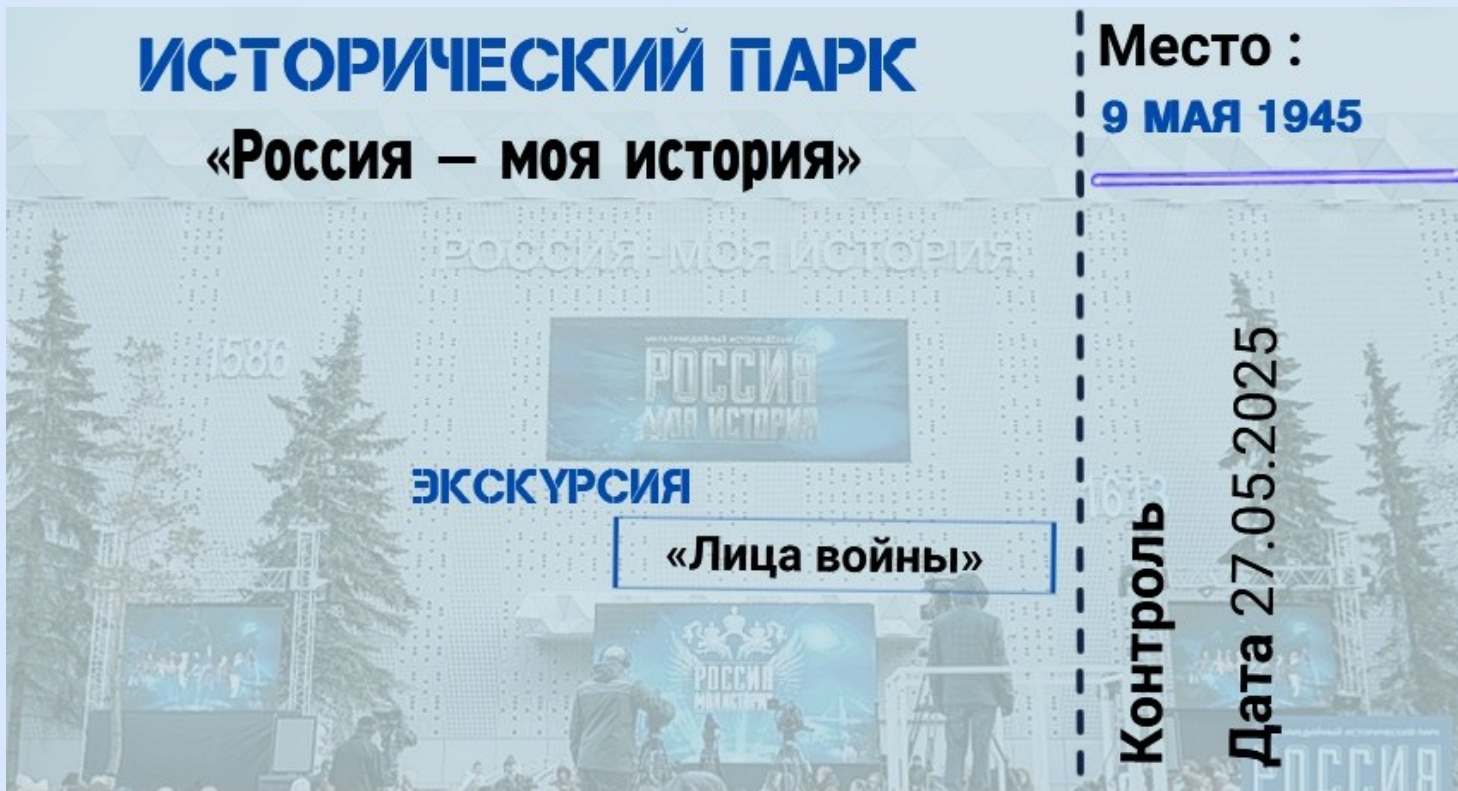 ИСТОРИЧЕСКИЙ ПАРК
«Россия – моя история»
РОССИЯ-МОЯ ИСТОРИЯ
1586
РОССИЯ
МОЯ ИСТОРИЯ
ЭКСКУРСИЯ
«Лица войны»
РОССИЯ
МОЯ ИСТОРИЯ
Место :
9 МАЯ 1945
Контроль
Дата 27.05.2025
РОССИЯ